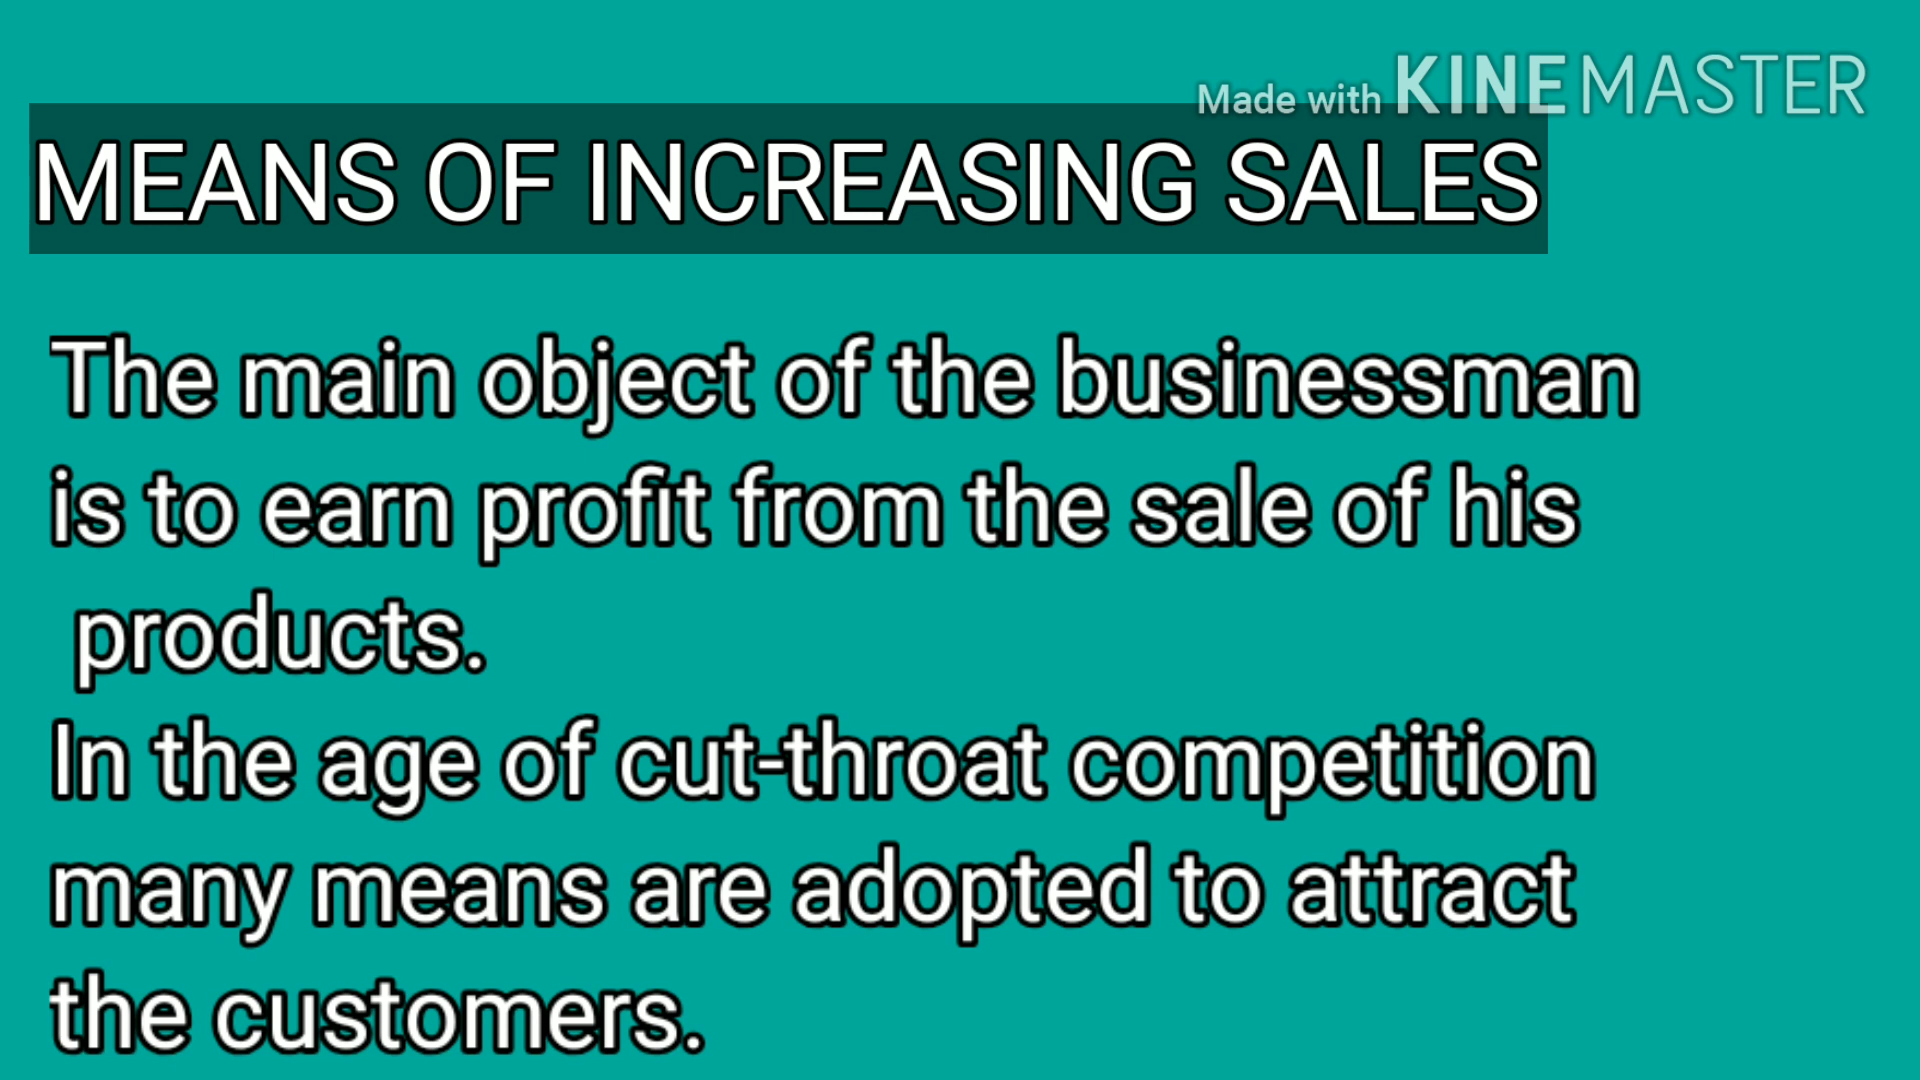 Made with KINEMASTER
MEANS OF INCREASING SALES
The main object of the businessman
is to earn profit from the sale of his
products.
In the age of cut-throat competition
many means are adopted to attract
the customers.